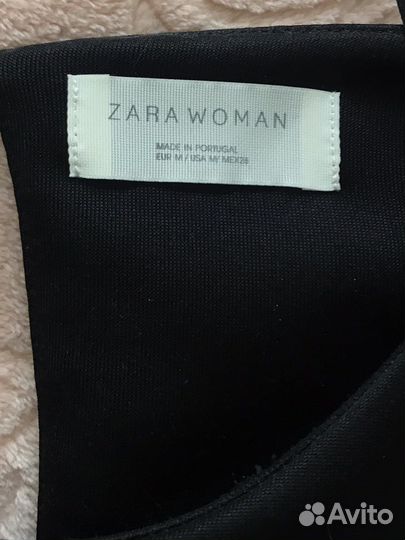 ZARA WOMAN
MADE IN PORTUGAL
EUR M / USA M/ MEX28
Avito